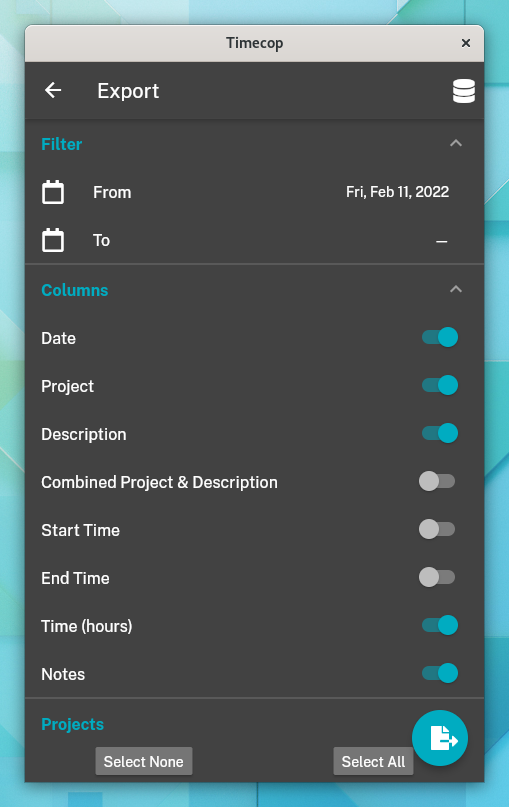 Timecop
Export
Filter
From Fri, Feb 11, 2022
To –
Columns
Date
Project
Description
Combined Project & Description
Start Time
End Time
Time (hours)
Notes
Projects
Select None Select All